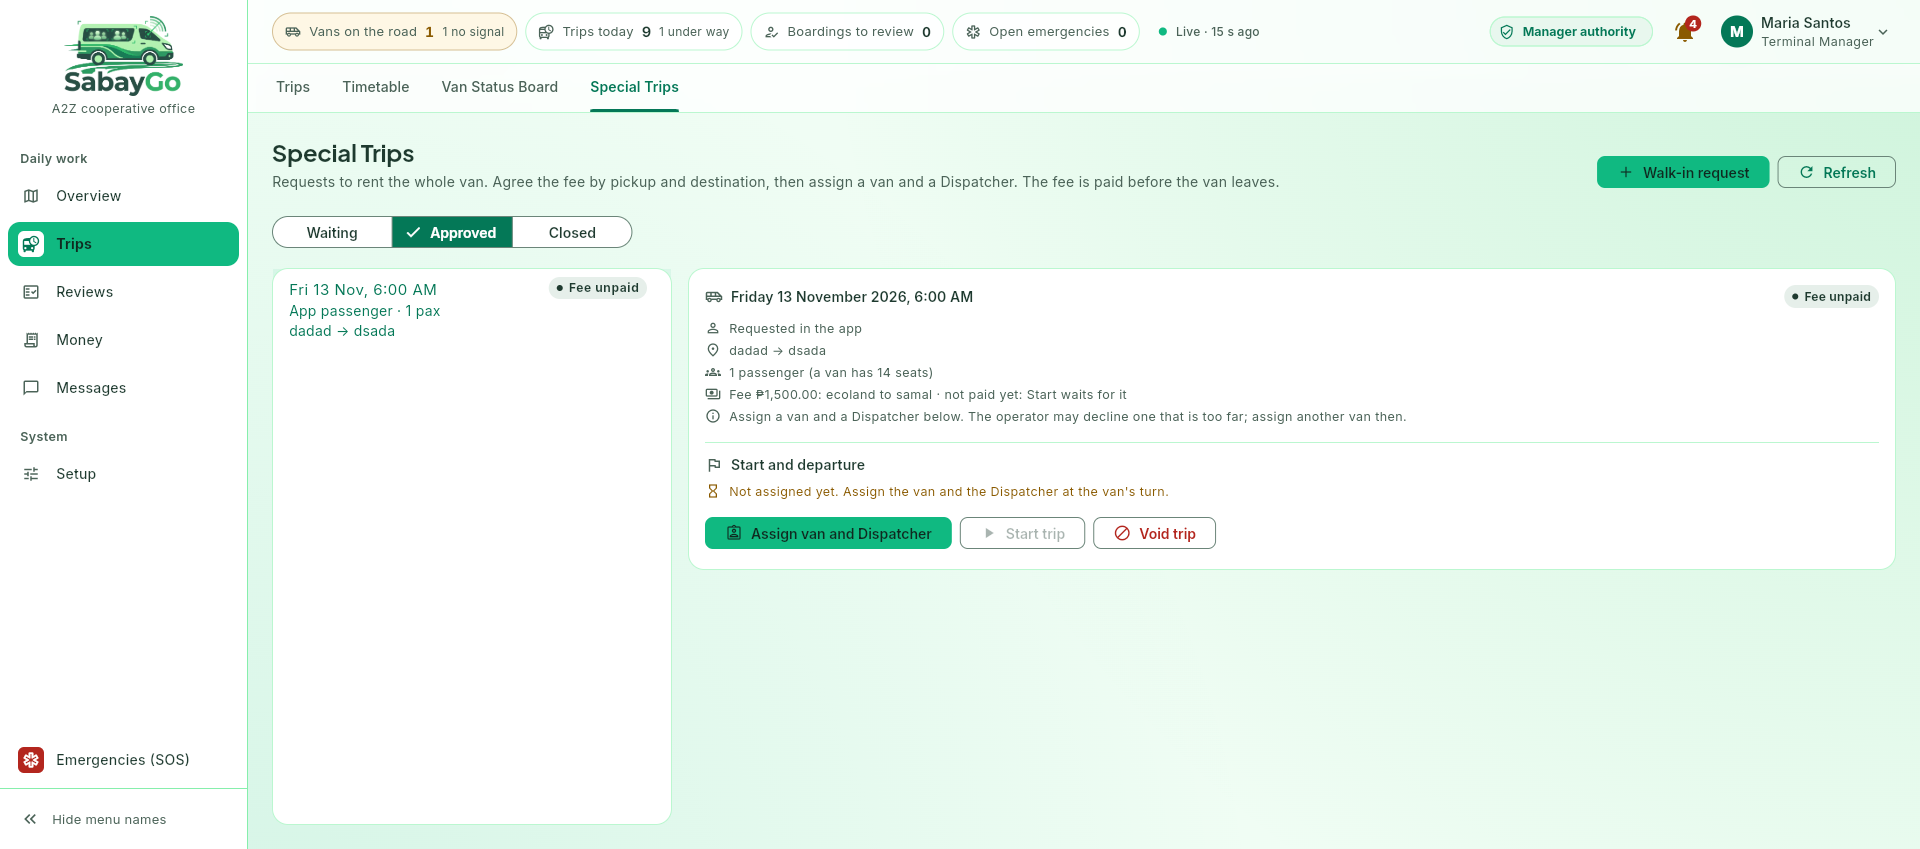 SabayGo
A2Z cooperative office
Daily work
Overview
Trips
Reviews
Money
Messages
System
Setup
Emergencies (SOS)
Hide menu names
Vans on the road 1 1 no signal
Trips today 9 1 under way
Boardings to review 0
Open emergencies 0
Live · 15 s ago
Manager authority
4
M
Maria Santos
Terminal Manager
Trips
Timetable
Van Status Board
Special Trips
Special Trips
Requests to rent the whole van. Agree the fee by pickup and destination, then assign a van and a Dispatcher. The fee is paid before the van leaves.
Walk-in request
Refresh
Waiting
Approved
Closed
Fri 13 Nov, 6:00 AM
Fee unpaid
App passenger · 1 pax
dadad → dsada
Friday 13 November 2026, 6:00 AM
Fee unpaid
Requested in the app
dadad → dsada
1 passenger (a van has 14 seats)
Fee ₱1,500.00: ecoland to samal · not paid yet: Start waits for it
Assign a van and a Dispatcher below. The operator may decline one that is too far; assign another van then.
Start and departure
Not assigned yet. Assign the van and the Dispatcher at the van's turn.
Assign van and Dispatcher
Start trip
Void trip